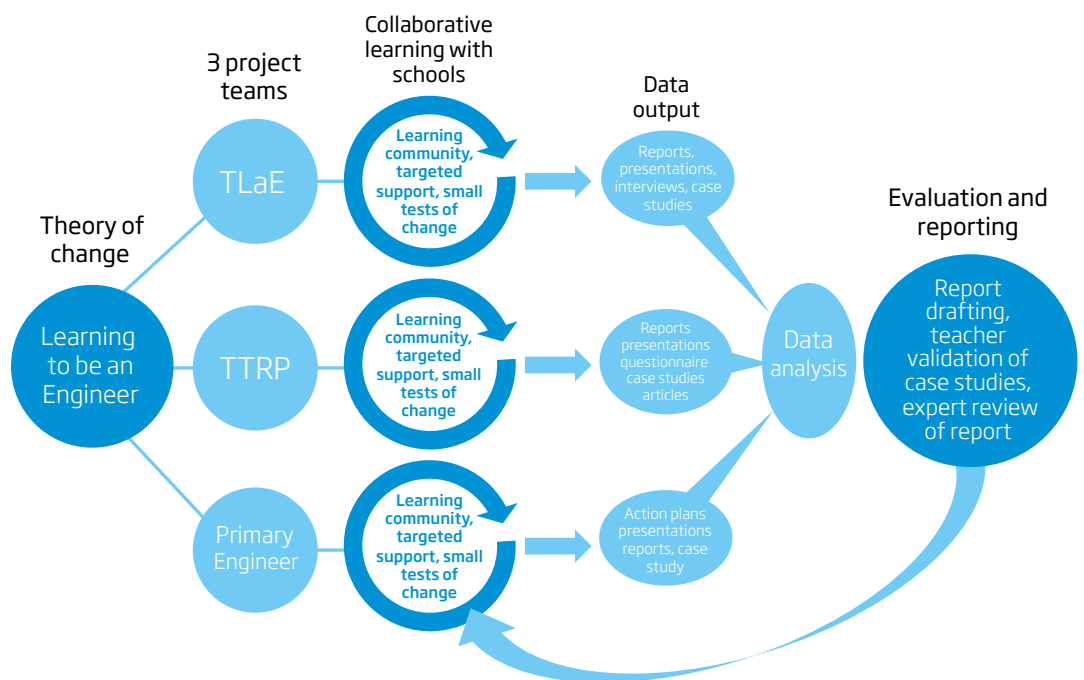 Theory of
change
Learning
to be an
Engineer
3 project
teams
TLaE
TTRP
Primary
Engineer
Collaborative
learning with
schools
Learning
community,
targeted
support, small
tests of
change
Learning
community,
targeted
support, small
tests of
change
Learning
community,
targeted
support, small
tests of
change
Data
output
Reports,
presentations,
interviews, case
studies
Reports
presentations
questionnaire
case studies
articles
Action plans
presentations
reports, case
study
Data
analysis
Evaluation and
reporting
Report
drafting,
teacher
validation of
case studies,
expert review
of report